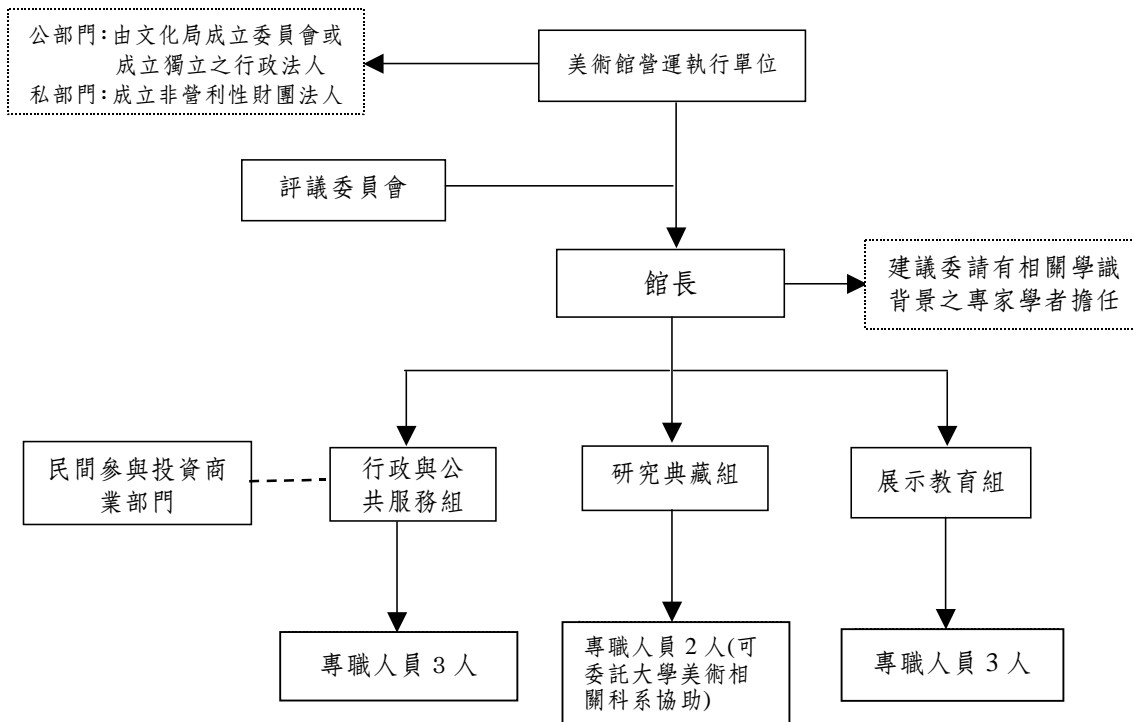 公部門:由文化局成立委員會或
成立獨立之行政法人
私部門:成立非營利性財團法人
美術館營運執行單位
評議委員會
館長
建議委請有相關學識
背景之專家學者擔任
民間參與投資商
業部門
行政與公
共服務組
研究典藏組
展示教育組
專職人員 3 人
專職人員 2 人(可
委託大學美術相
關科系協助)
專職人員 3 人